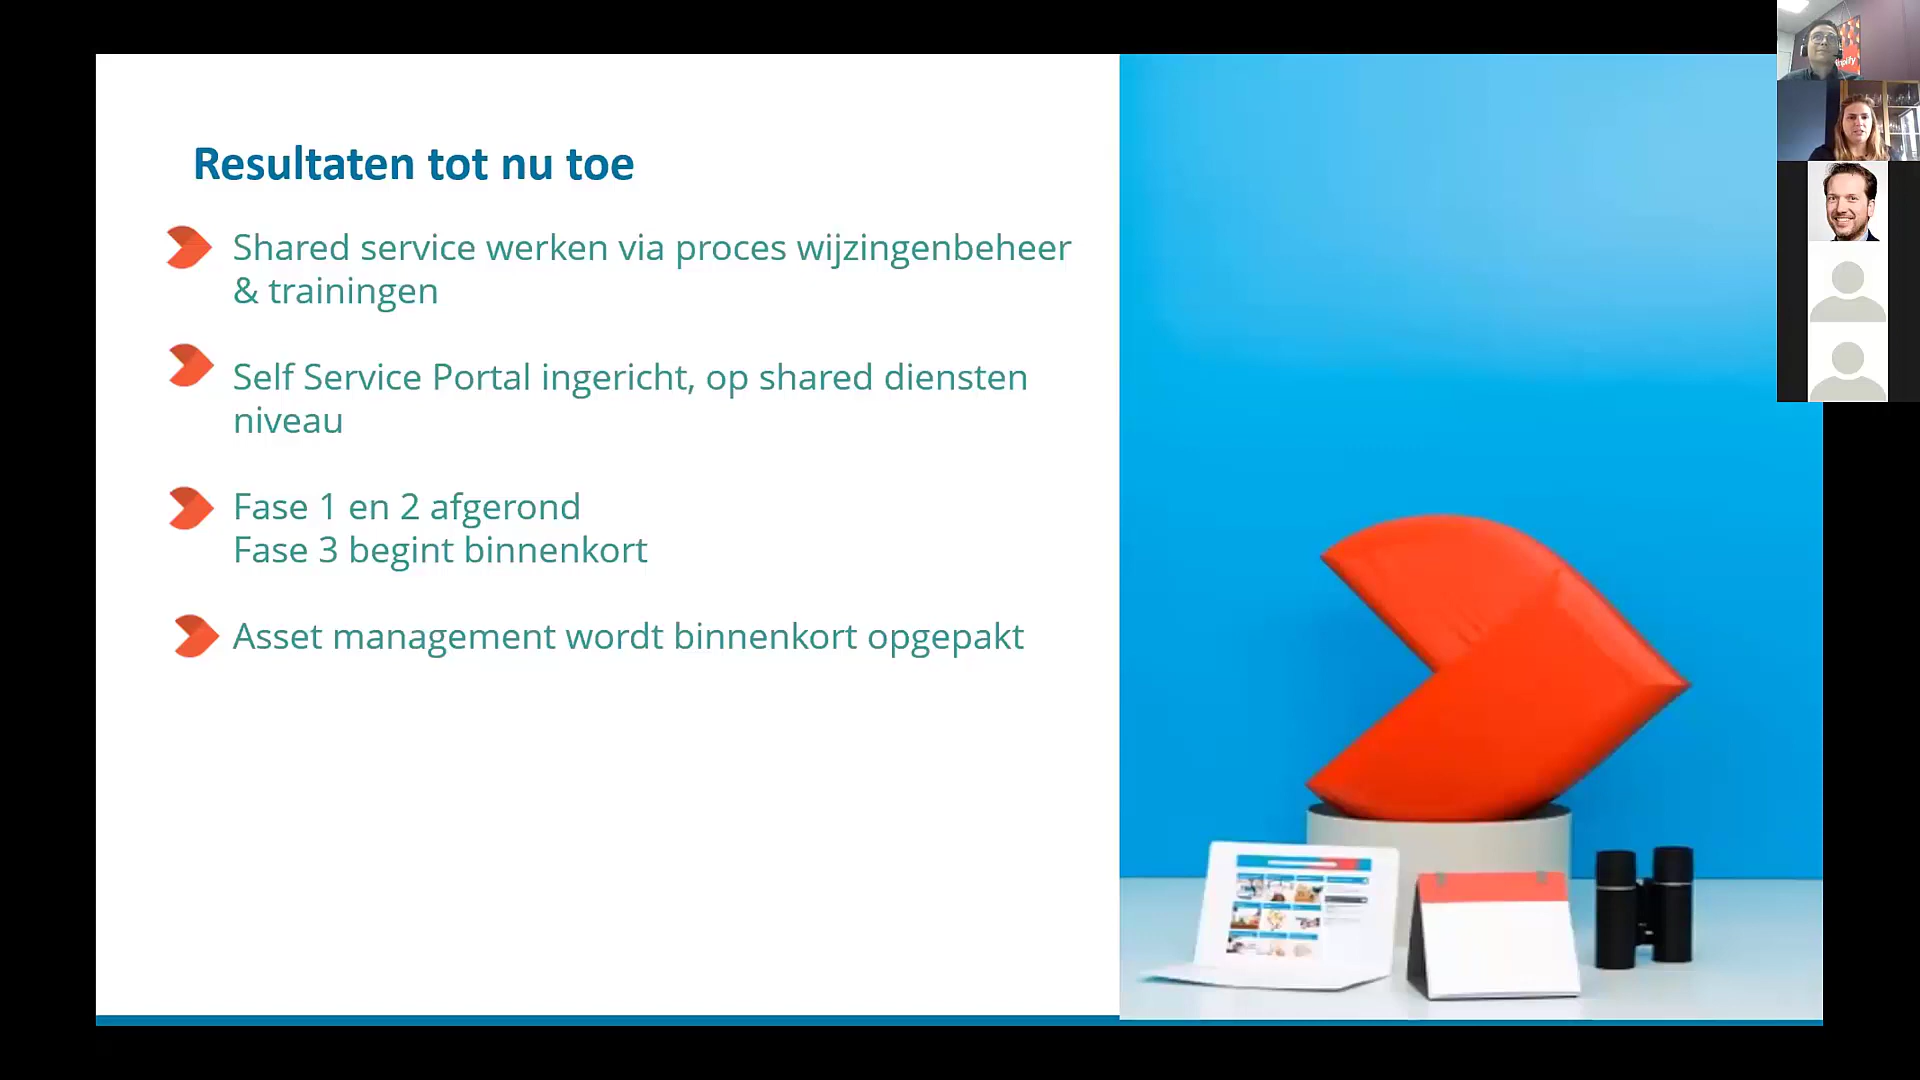 Resultaten tot nu toe
Shared service werken via proces wijzingenbeheer
& trainingen
Self Service Portal ingericht, op shared diensten
niveau
Fase 1 en 2 afgerond
Fase 3 begint binnenkort
Asset management wordt binnenkort opgepakt